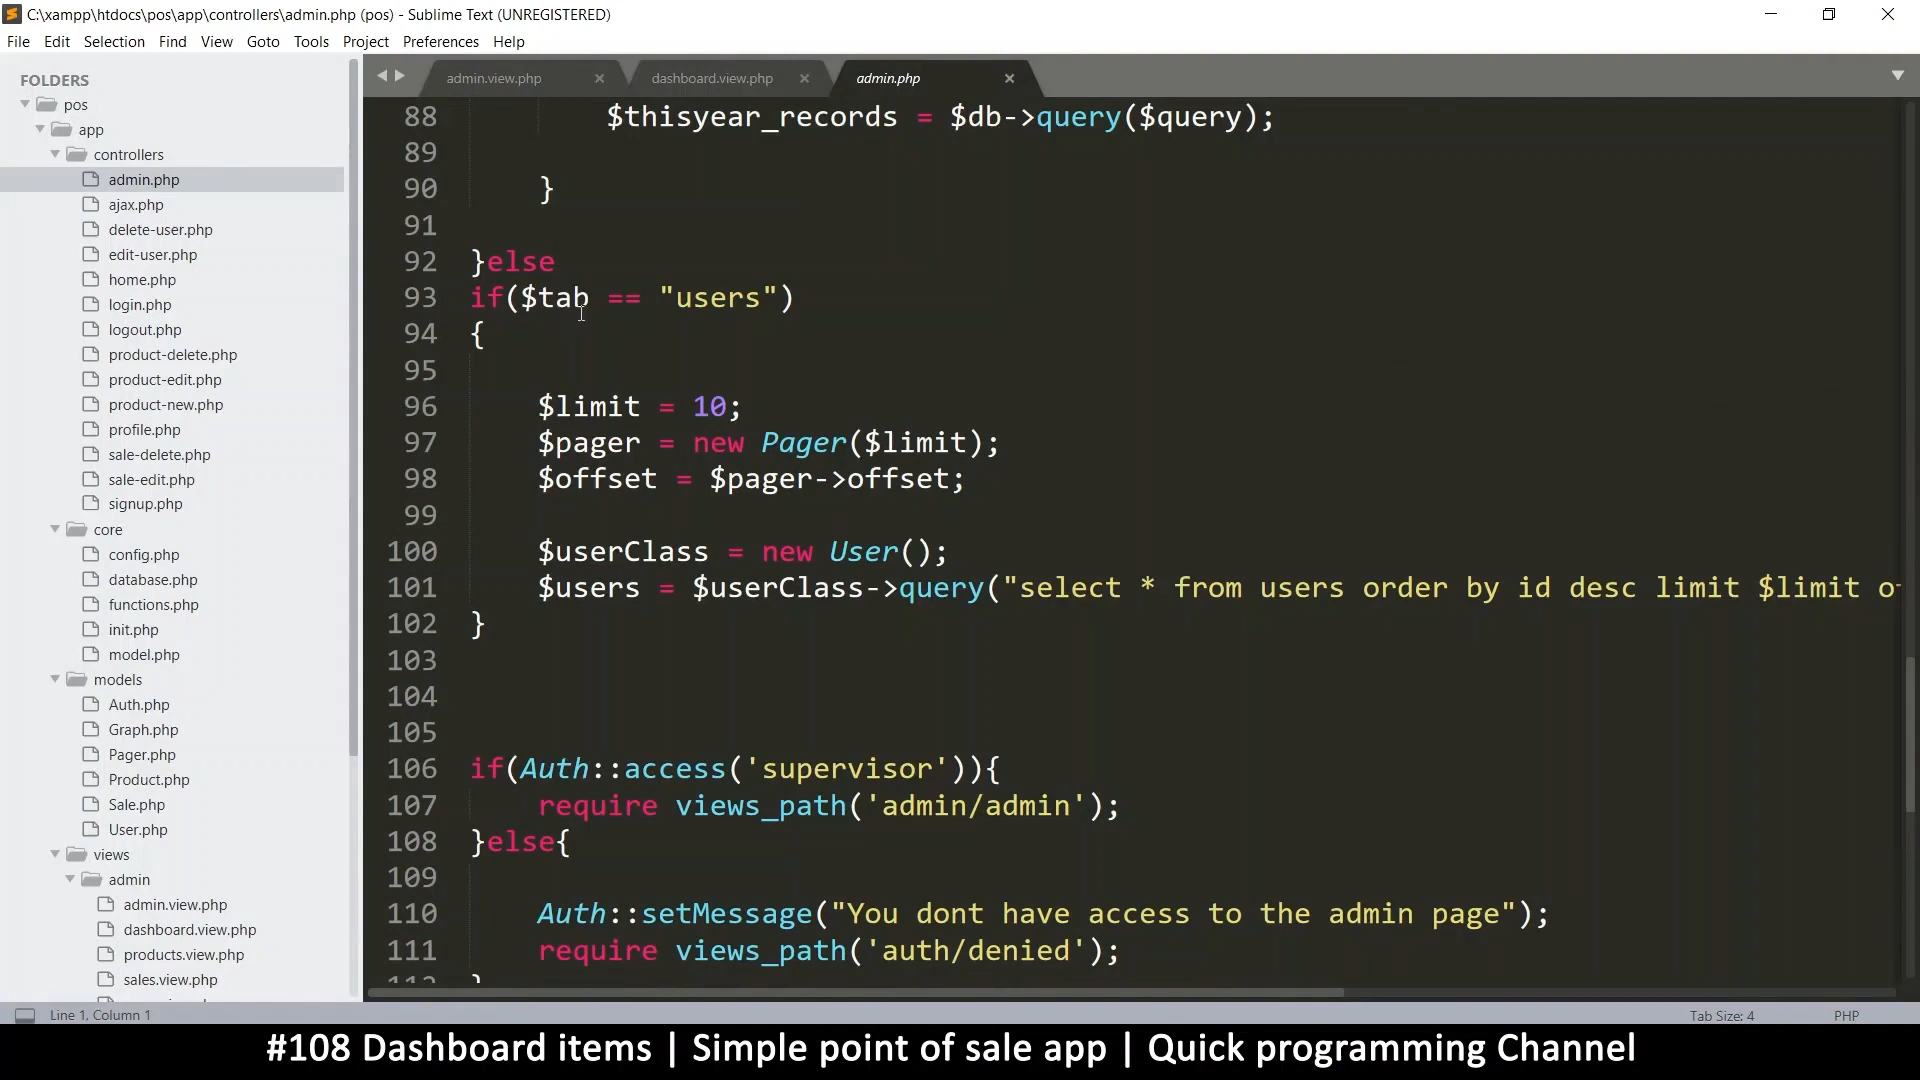 C:\xampp\htdocs\pos\app\controllers\admin.php (pos) - Sublime Text (UNREGISTERED)
File Edit Selection Find View Goto Tools Project Preferences Help
FOLDERS
pos
app
controllers
admin.php
ajax.php
delete-user.php
edit-user.php
home.php
login.php
logout.php
product-delete.php
product-edit.php
product-new.php
profile.php
sale-delete.php
sale-edit.php
signup.php
core
config.php
database.php
functions.php
init.php
model.php
models
Auth.php
Graph.php
Pager.php
Product.php
Sale.php
User.php
views
admin
admin.view.php
dashboard.view.php
products.view.php
sales.view.php
admin.view.php dashboard.view.php admin.php
88 $thisyear_records = $db->query($query);
89
90 }
91
92 }else
93 if($tab == "users")
94 {
95
96 $limit = 10;
97 $pager = new Pager($limit);
98 $offset = $pager->offset;
99
100 $userClass = new User();
101 $users = $userClass->query("select * from users order by id desc limit $limit o
102 }
103
104
105
106 if(Auth::access('supervisor')){
107 require views_path('admin/admin');
108 }else{
109
110 Auth::setMessage("You dont have access to the admin page");
111 require views_path('auth/denied');
Line 1, Column 1 Tab Size: 4 PHP
#108 Dashboard items | Simple point of sale app | Quick programming Channel